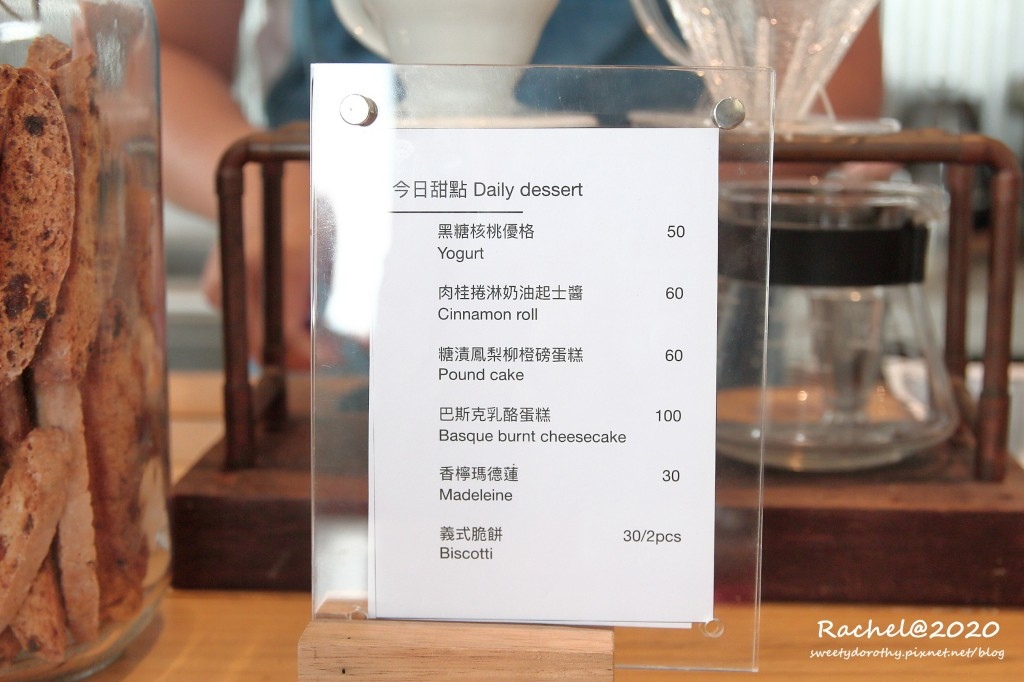 今日甜點 Daily dessert
黑糖核桃優格 50
Yogurt
肉桂捲淋奶油起士醬 60
Cinnamon roll
糖漬鳳梨柳橙磅蛋糕 60
Pound cake
巴斯克乳酪蛋糕 100
Basque burnt cheesecake
香檸瑪德蓮 30
Madeleine
義式脆餅 30/2pcs
Biscotti
Rachel@2020
sweetydorothy.pixnet.net/blog